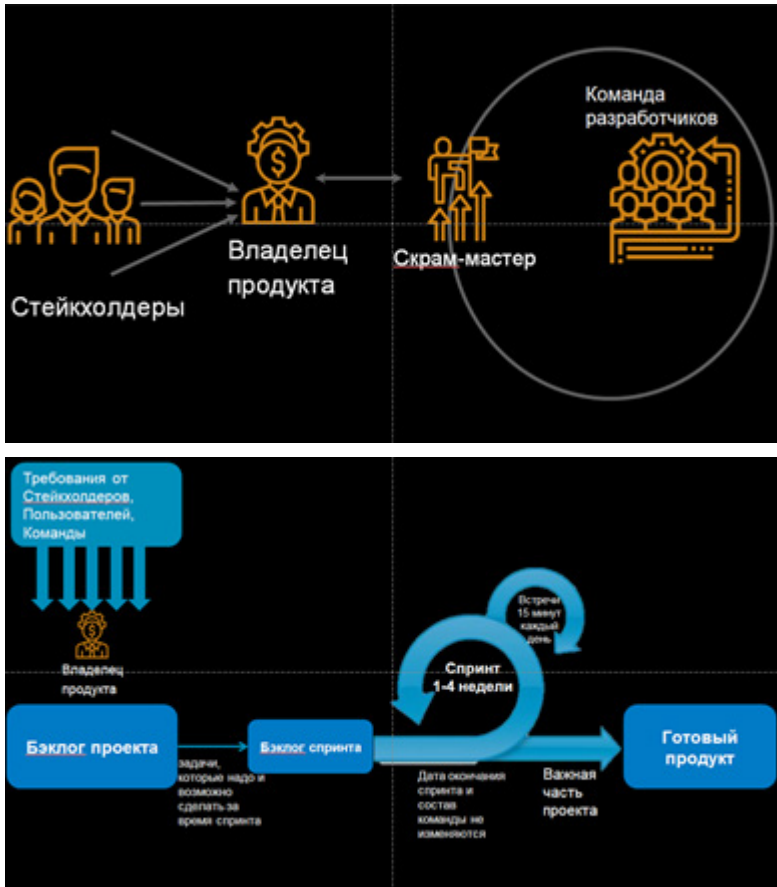 Команда
разработчиков
Владелец
продукта
Скрам-мастер
Стейкхолдеры
Требования от
Стейкхолдеров,
Пользователей,
Команды
Владелец
продукта
Встречи
15 минут
каждый
день
Спринт
1-4 недели
Бэклог проекта
задачи,
которые надо и
возможно
сделать за
время спринта
Бэклог спринта
Дата окончания
спринта и
состав
команды не
изменяются
Важная
часть
проекта
Готовый
продукт